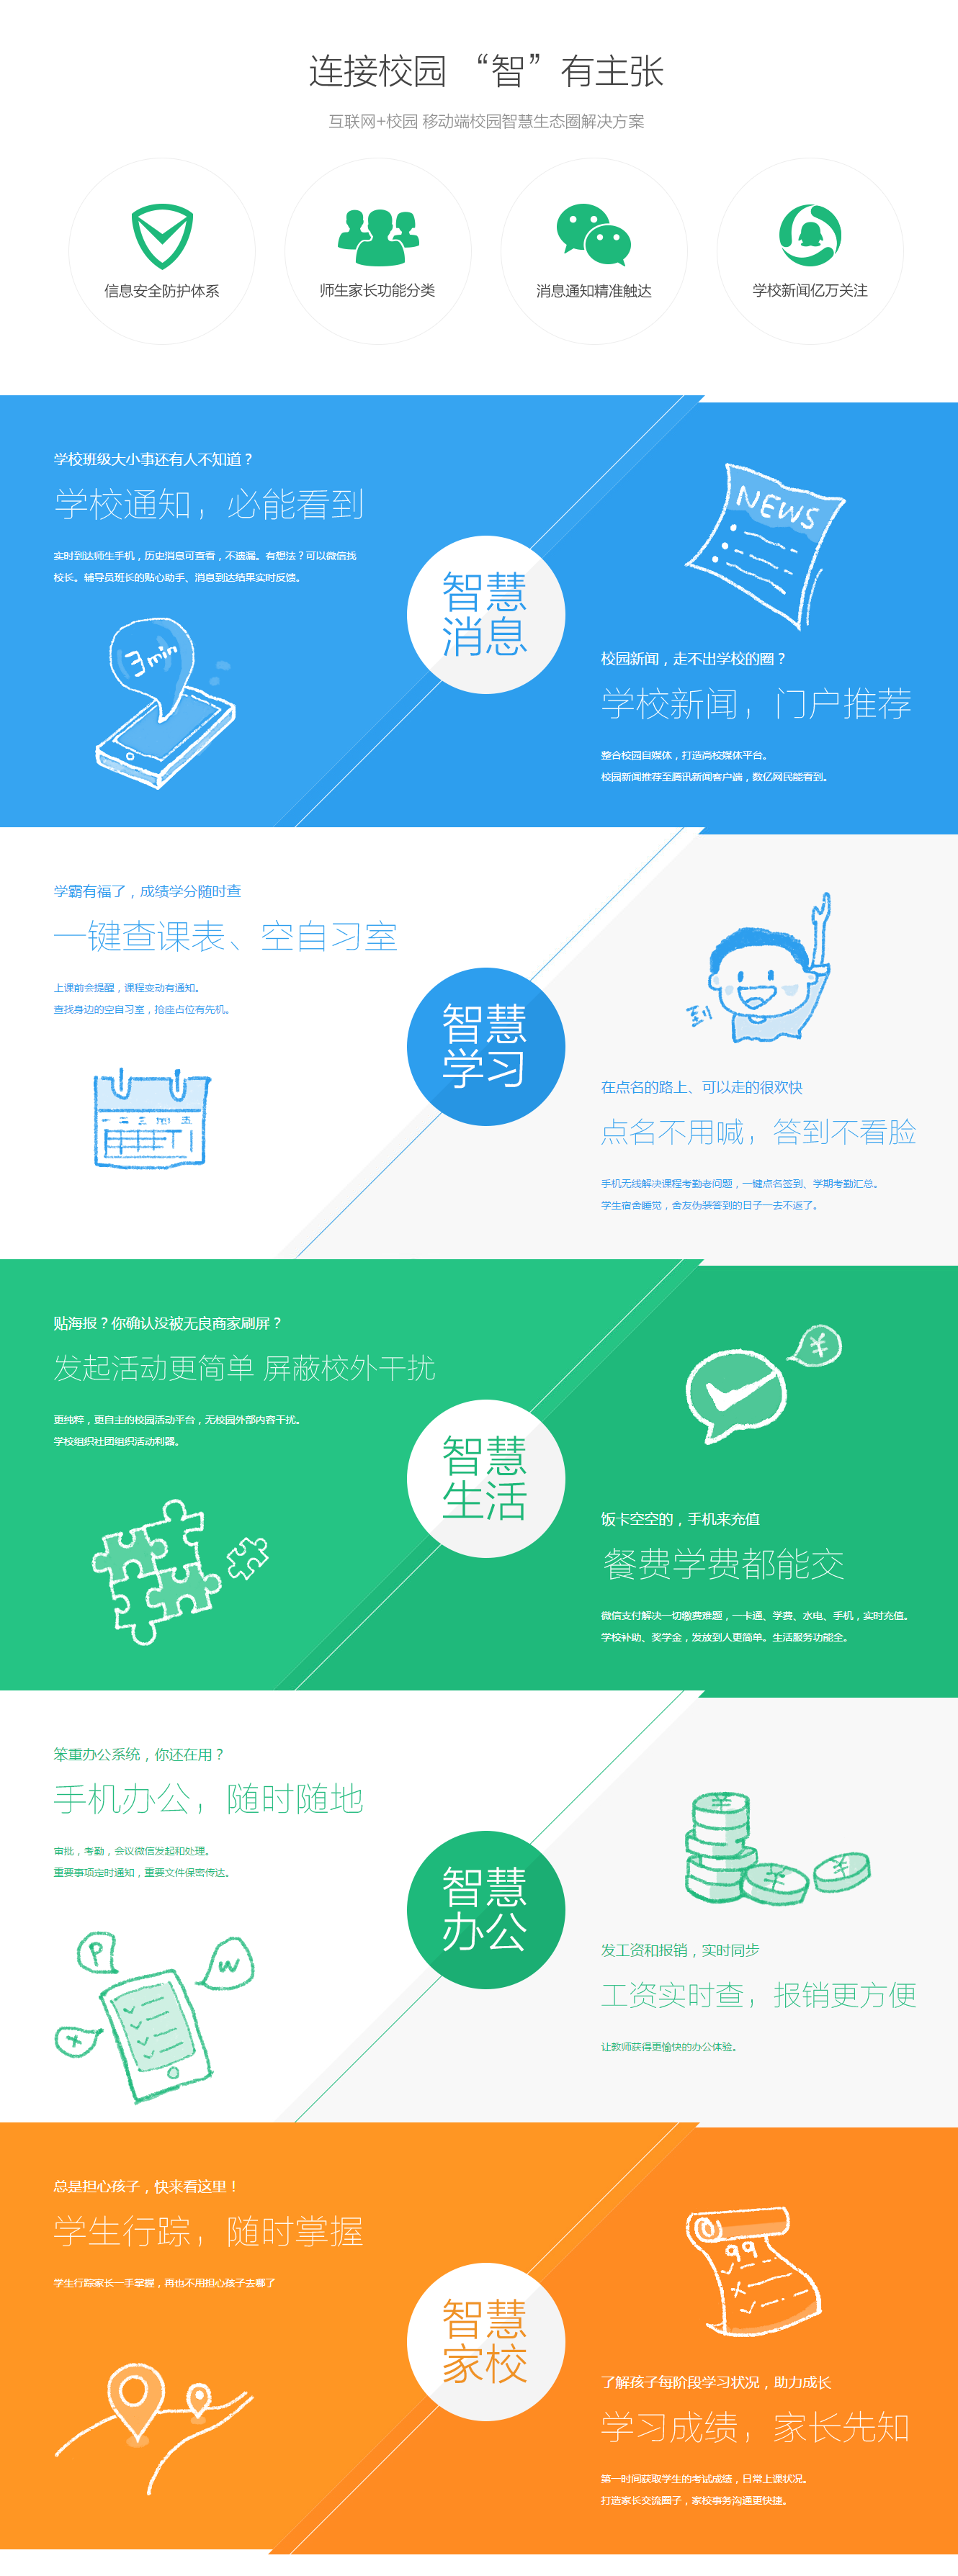 连接校园 “智”有主张
互联网+校园 移动端校园智慧生态圈解决方案
信息安全防护体系
师生家长功能分类
消息通知精准触达
学校新闻亿万关注
学校班级大小事还有人不知道？
学校通知，必能看到
实时到达师生手机，历史消息可查看，不遗漏。有想法？可以微信找
校长。辅导员班长的贴心助手、消息到达结果实时反馈。
3 min
智慧
消息
NEWS
校园新闻，走不出学校的圈？
学校新闻，门户推荐
整合校园自媒体，打造高校媒体平台。
校园新闻推荐至腾讯新闻客户端，数亿网民能看到。
学霸有福了，成绩学分随时查
一键查课表、空自习室
上课前会提醒，课程变动有通知。
查找身边的空自习室，抢座占位有先机。
一 二 三 四 五
智慧
学习
到
在点名的路上、可以走的很欢快
点名不用喊，答到不看脸
手机无线解决课程考勤老问题，一键点名签到、学期考勤汇总。
学生宿舍睡觉，舍友伪装答到的日子一去不返了。
贴海报？你确认没被无良商家刷屏？
发起活动更简单 屏蔽校外干扰
更纯粹，更自主的校园活动平台，无校园外部内容干扰。
学校组织社团组织活动利器。
智慧
生活
¥
饭卡空空的，手机来充值
餐费学费都能交
微信支付解决一切缴费难题，一卡通、学费、水电、手机，实时充值。
学校补助、奖学金，发放到人更简单。生活服务功能全。
笨重办公系统，你还在用？
手机办公，随时随地
审批，考勤，会议微信发起和处理。
重要事项定时通知，重要文件保密传达。
P
W
X
智慧
办公
¥
¥
¥
发工资和报销，实时同步
工资实时查，报销更方便
让教师获得更愉快的办公体验。
总是担心孩子，快来看这里！
学生行踪，随时掌握
学生行踪家长一手掌握，再也不用担心孩子去哪了
智慧
家校
99
了解孩子每阶段学习状况，助力成长
学习成绩，家长先知
第一时间获取学生的考试成绩，日常上课状况。
打造家长交流圈子，家校事务沟通更快捷。